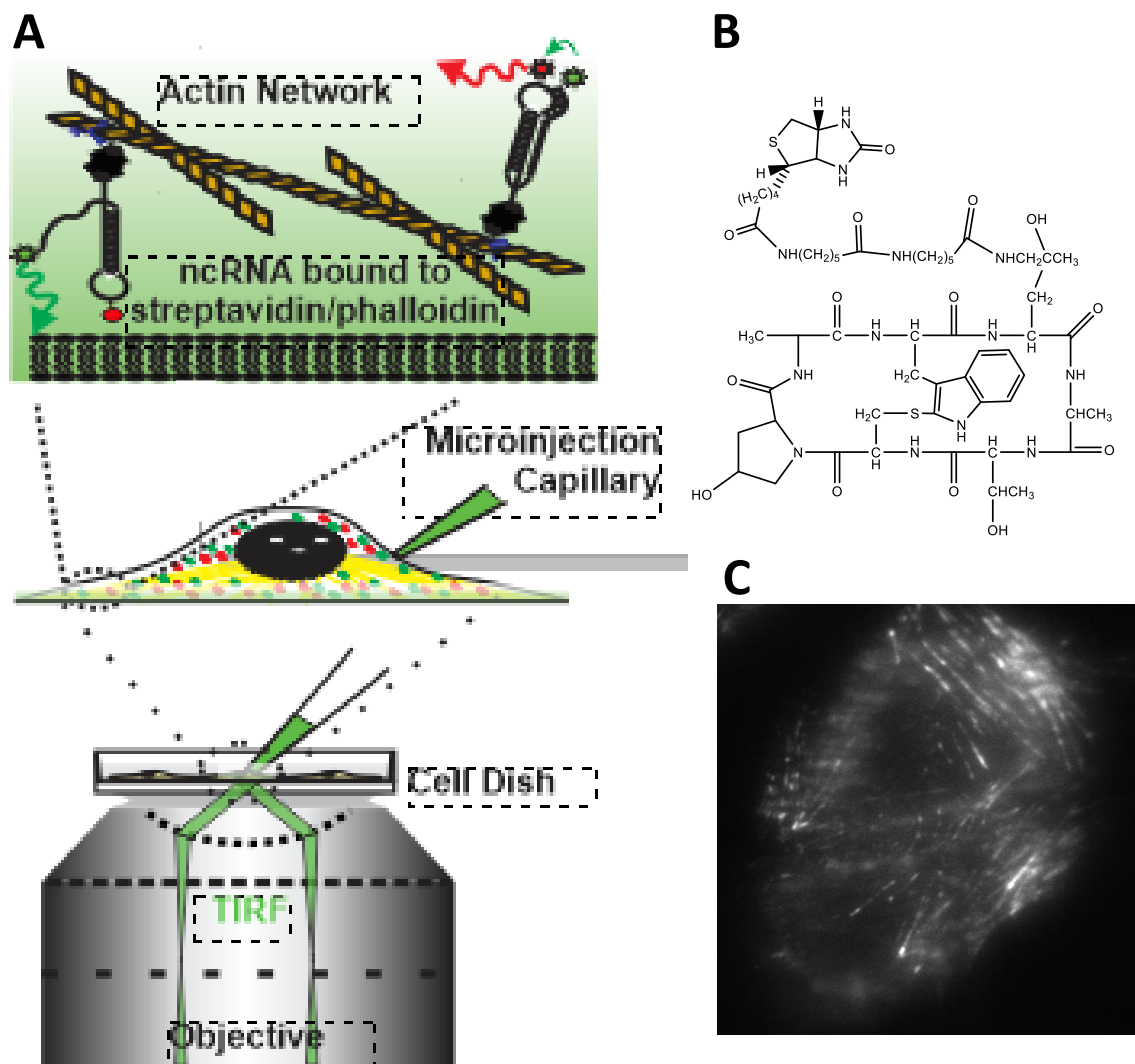 A
Actin Network
ncRNA bound to
streptavidin/phalloidin
Microinjection
Capillary
Cell Dish
TIRF
Objective
B
H
H
N
S
O
N
H
H
(H₂C)₄
O
NH(CH₂)₅
O
NH(CH₂)₅
O
NHCH₂CCH₃
OH
CH₂
H₃C
O
H
N
H
O
H
N
H
O
NH
O
H₂C
NH
CHCH₃
H₂C
S
N
H
N
O
H
H
N
O
H
H
N
O
CHCH₃
OH
HO
C